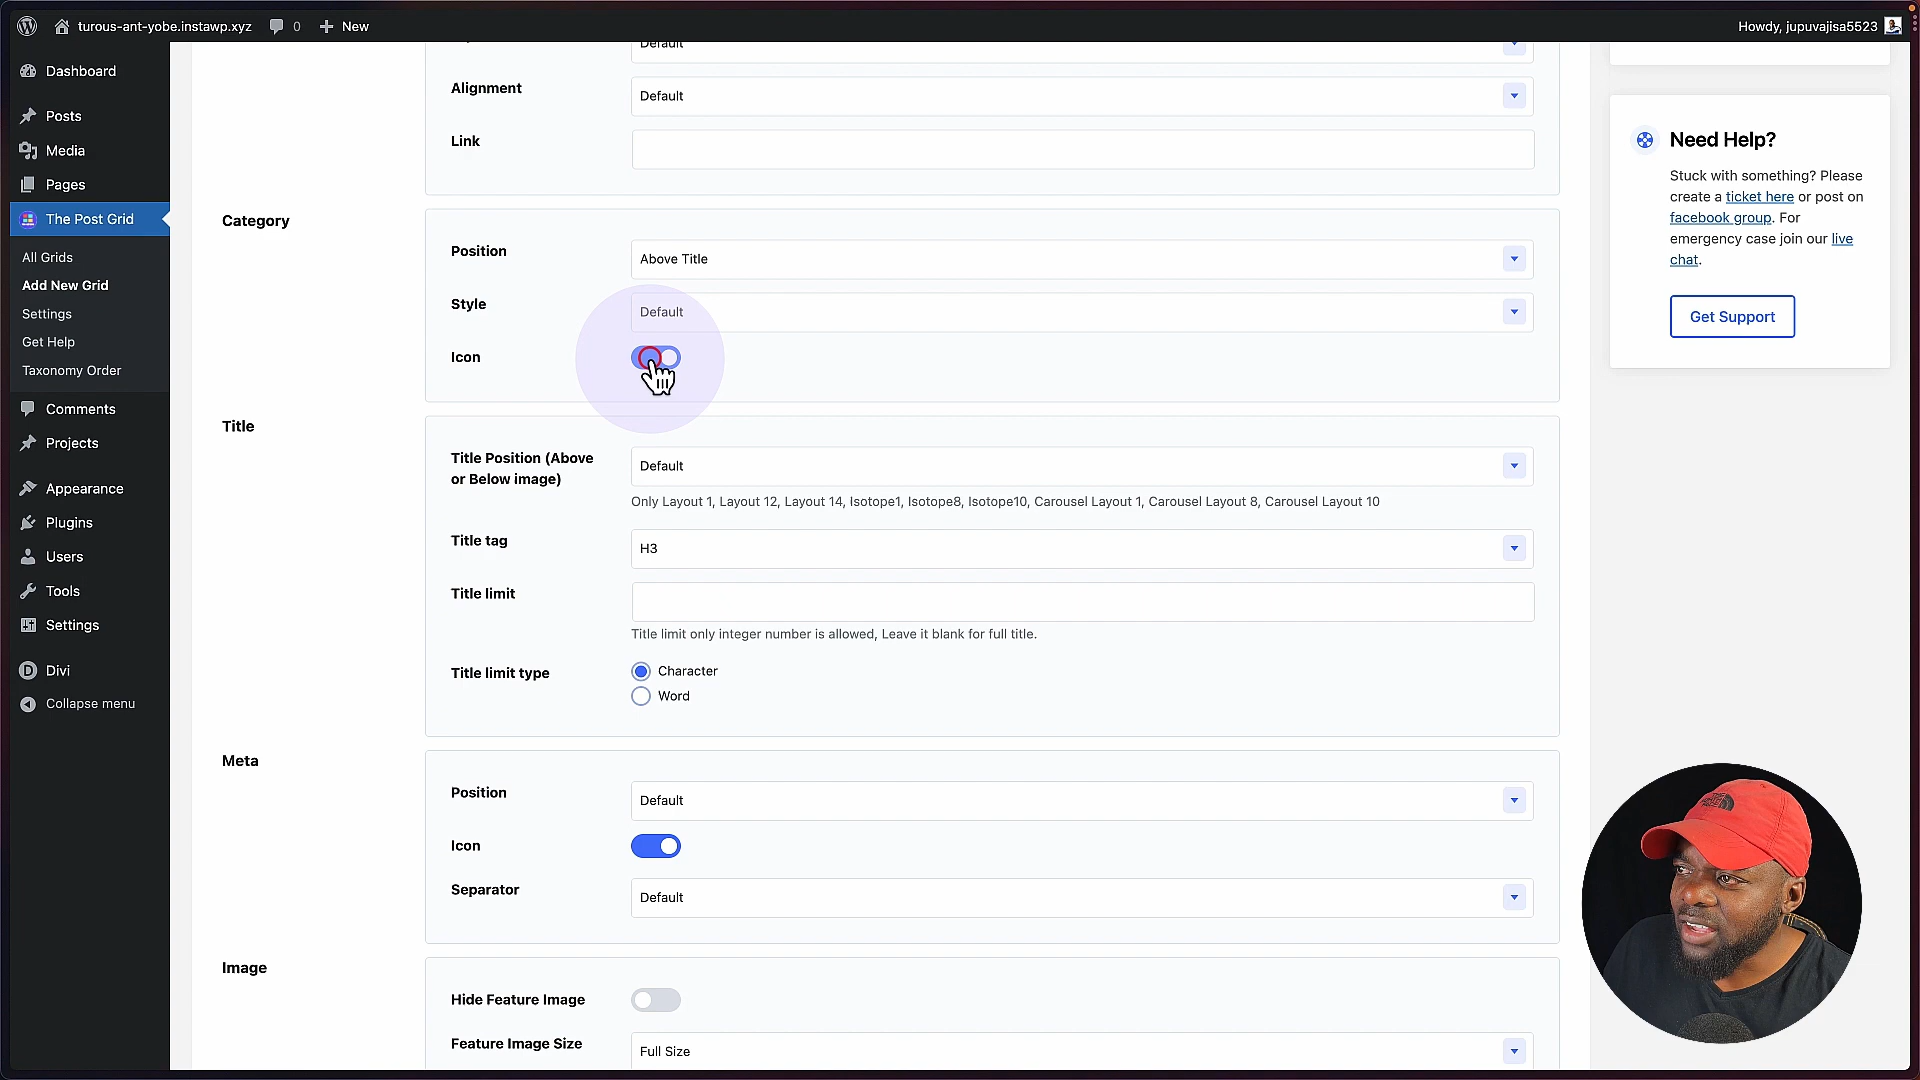 turous-ant-yobe.instawp.xyz 0 New Howdy, jupuvajisa5523
Dashboard
Posts
Media
Pages
The Post Grid
All Grids
Add New Grid
Settings
Get Help
Taxonomy Order
Comments
Projects
Appearance
Plugins
Users
Tools
Settings
Divi
Collapse menu
Default
Alignment
Default
Link
Category
Position
Above Title
Style
Default
Icon
Title
Title Position (Above
or Below image)
Default
Only Layout 1, Layout 12, Layout 14, Isotope1, Isotope8, Isotope10, Carousel Layout 1, Carousel Layout 8, Carousel Layout 10
Title tag
H3
Title limit
Title limit only integer number is allowed, Leave it blank for full title.
Title limit type
Character
Word
Meta
Position
Default
Icon
Separator
Default
Image
Hide Feature Image
Feature Image Size
Full Size
Need Help?
Stuck with something? Please
create a ticket here or post on
facebook group. For
emergency case join our live
chat.
Get Support